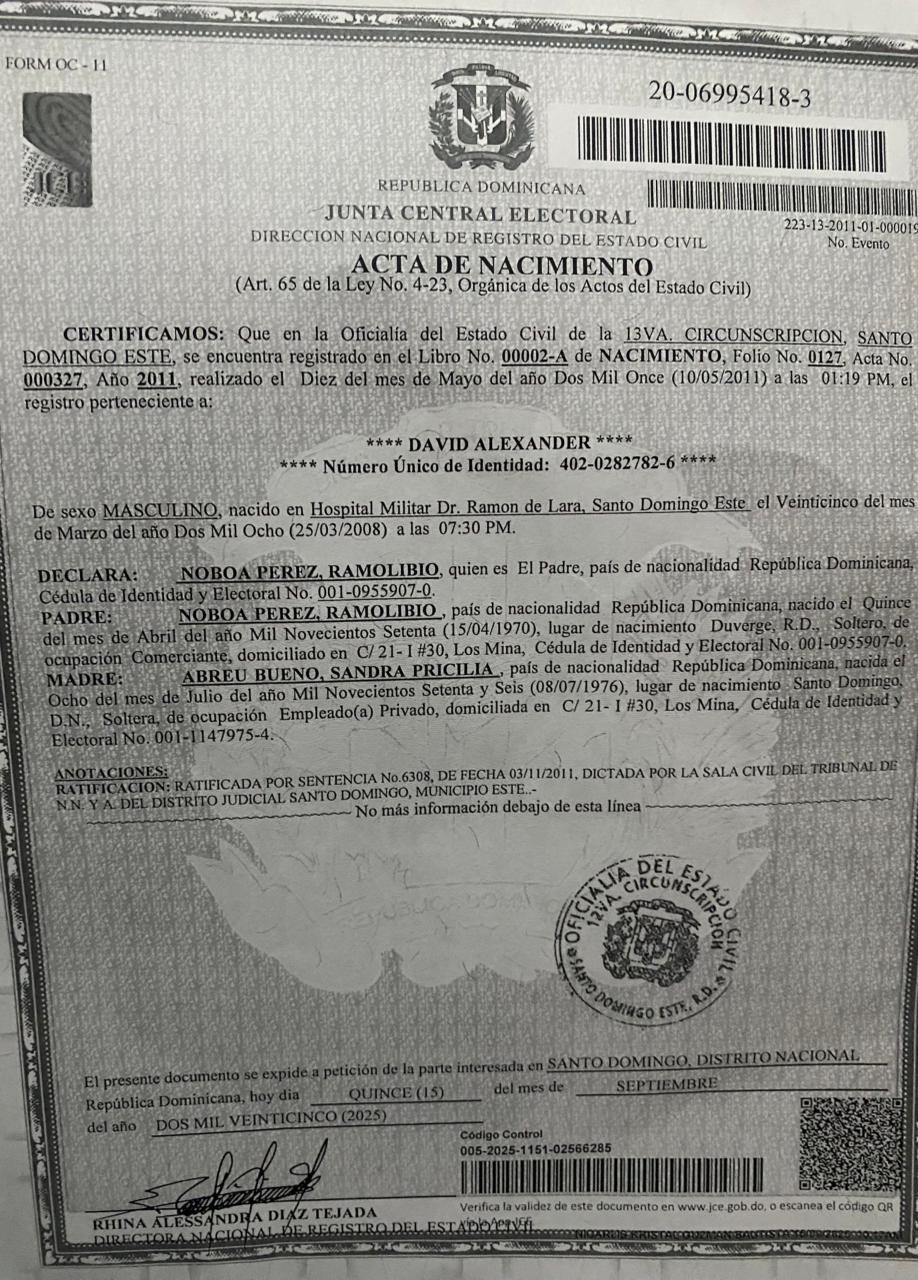 FORM OC - 11
20-06995418-3
REPUBLICA DOMINICANA
JUNTA CENTRAL ELECTORAL
223-13-2011-01-000019
No. Evento
DIRECCION NACIONAL DE REGISTRO DEL ESTADO CIVIL
ACTA DE NACIMIENTO
(Art. 65 de la Ley No. 4-23, Orgánica de los Actos del Estado Civil)
CERTIFICAMOS: Que en la Oficialía del Estado Civil de la 13VA. CIRCUNSCRIPCION, SANTO
DOMINGO ESTE, se encuentra registrado en el Libro No. 00002-A de NACIMIENTO, Folio No. 0127, Acta No.
000327, Año 2011, realizado el Diez del mes de Mayo del año Dos Mil Once (10/05/2011) a las 01:19 PM, el
registro perteneciente a:
**** DAVID ALEXANDER ****
**** Número Único de Identidad: 402-0282782-6 ****
De sexo MASCULINO, nacido en Hospital Militar Dr. Ramon de Lara, Santo Domingo Este el Veinticinco del mes
de Marzo del año Dos Mil Ocho (25/03/2008) a las 07:30 PM.
DECLARA: NOBOA PEREZ, RAMOLIBIO, quien es El Padre, país de nacionalidad República Dominicana,
Cédula de Identidad y Electoral No. 001-0955907-0.
PADRE: NOBOA PEREZ, RAMOLIBIO, país de nacionalidad República Dominicana, nacido el Quince
del mes de Abril del año Mil Novecientos Setenta (15/04/1970), lugar de nacimiento Duverge, R.D., Soltero, de
ocupación Comerciante, domiciliado en C/ 21- I #30, Los Mina, Cédula de Identidad y Electoral No. 001-0955907-0.
MADRE: ABREU BUENO, SANDRA PRICILIA, país de nacionalidad República Dominicana, nacida el
Ocho del mes de Julio del año Mil Novecientos Setenta y Seis (08/07/1976), lugar de nacimiento Santo Domingo,
D.N., Soltera, de ocupación Empleado(a) Privado, domiciliada en C/ 21- I #30, Los Mina, Cédula de Identidad y
Electoral No. 001-1147975-4.
ANOTACIONES:
RATIFICACION: RATIFICADA POR SENTENCIA No.6308, DE FECHA 03/11/2011, DICTADA POR LA SALA CIVIL DEL TRIBUNAL DE
N.N. Y A. DEL DISTRITO JUDICIAL SANTO DOMINGO, MUNICIPIO ESTE..-
No más información debajo de esta línea
OFICIALIA DEL ESTADO CIVIL
12VA. CIRCUNSCRIPCION
SANTO DOMINGO ESTE, R.D.
El presente documento se expide a petición de la parte interesada en SANTO DOMINGO, DISTRITO NACIONAL
República Dominicana, hoy dia QUINCE (15) del mes de SEPTIEMBRE
del año DOS MIL VEINTICINCO (2025)
Código Control
005-2025-1151-02566285
Verifica la validez de este documento en www.jce.gob.do, o escanea el código QR
RHINA ALESSANDRA DIAZ TEJADA
DIRECTORA NACIONAL DE REGISTRO DEL ESTADO CIVIL